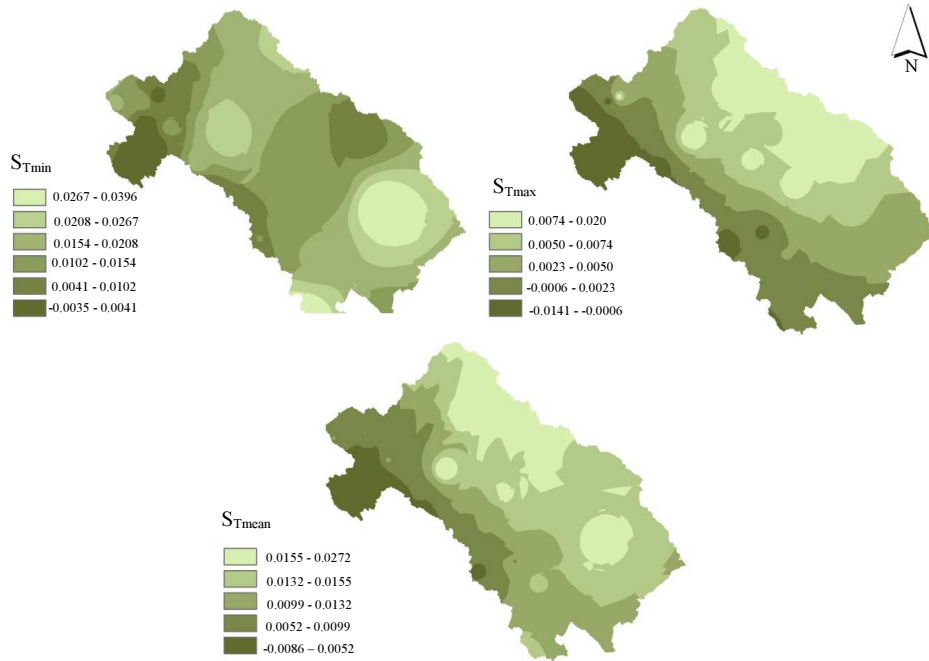 N
S_Tmin
0.0267 - 0.0396
0.0208 - 0.0267
0.0154 - 0.0208
0.0102 - 0.0154
0.0041 - 0.0102
-0.0035 - 0.0041
S_Tmax
0.0074 - 0.020
0.0050 - 0.0074
0.0023 - 0.0050
-0.0006 - 0.0023
-0.0141 - -0.0006
S_Tmean
0.0155 - 0.0272
0.0132 - 0.0155
0.0099 - 0.0132
0.0052 - 0.0099
-0.0086 – 0.0052